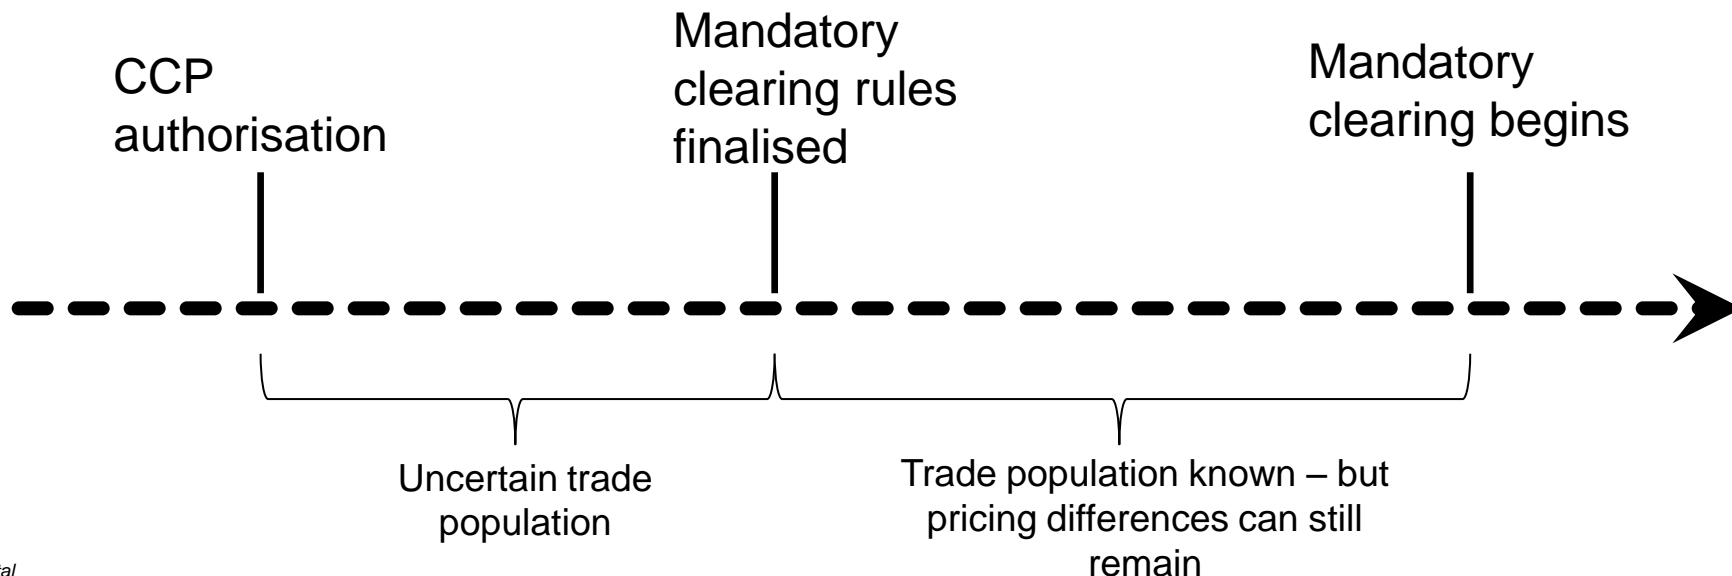 CCP
authorisation
Mandatory
clearing rules
finalised
Mandatory
clearing begins
Uncertain trade
population
Trade population known – but
pricing differences can still
remain